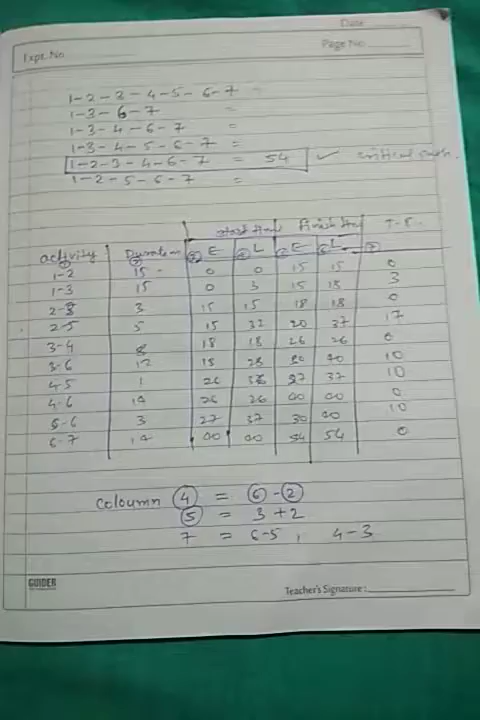 Date
Expt. No.
Page No.
1-2-3-4-5-6-7 =
1-3-6-7 =
1-3-4-6-7 =
1-3-4-5-6-7 =
1-2-3-4-6-7 = 54 ✓ critical path.
1-2-5-6-7 =
Start time Finish time T-F
activity Duration E L E L
① ② ③ ④ ⑤ ⑥ ⑦
1-2 15 0 0 15 15 0
1-3 15 0 3 15 18 3
2-3 3 15 15 18 18 0
2-5 5 15 32 20 37 17
3-4 8 18 18 26 26 0
3-6 12 18 28 30 40 10
4-5 1 26 36 27 37 10
4-6 14 26 26 40 40 0
5-6 3 27 37 30 40 10
6-7 14 40 40 54 54 0
Coloumn ④ = ⑥-②
⑤ = 3+2
7 = 6-5, 4-3
GUIDER
Teacher's Signature: